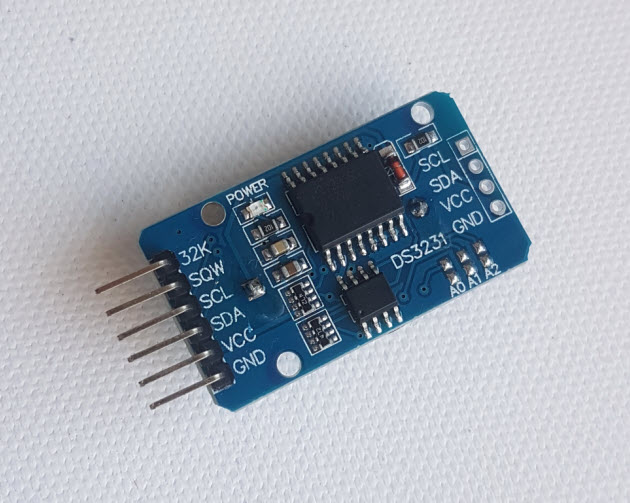 POWER
32K
SQW
SCL
SDA
VCC
GND
DS3231
SCL
SDA
VCC
GND
A0
A1
A2